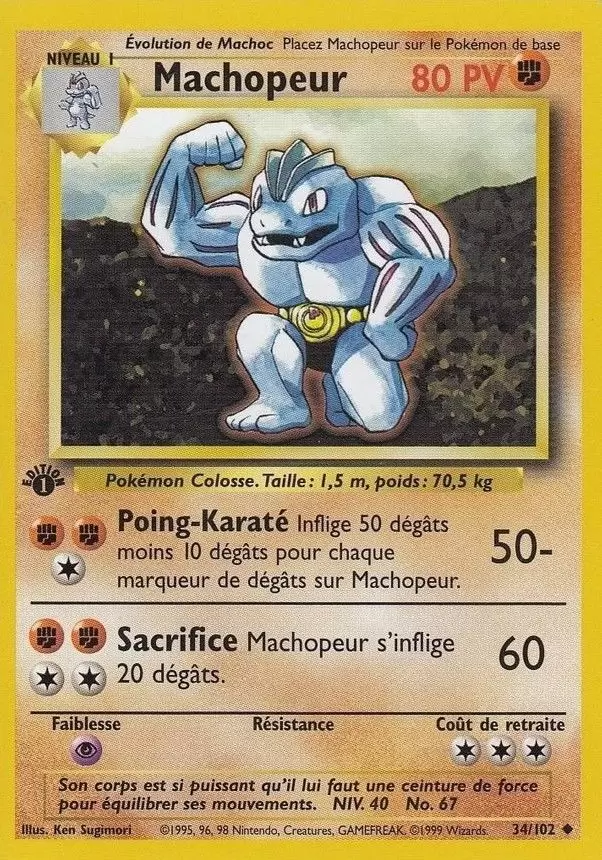 Évolution de Machoc Placez Machopeur sur le Pokémon de base
NIVEAU 1
Machopeur 80 PV
EDITION 1
Pokémon Colosse. Taille : 1,5 m, poids : 70,5 kg
Poing-Karaté Inflige 50 dégâts
moins 10 dégâts pour chaque
marqueur de dégâts sur Machopeur.
50-
Sacrifice Machopeur s'inflige
20 dégâts.
60
Faiblesse Résistance Coût de retraite
Son corps est si puissant qu'il lui faut une ceinture de force
pour équilibrer ses mouvements. NIV. 40 No. 67
Illus. Ken Sugimori ©1995, 96, 98 Nintendo, Creatures, GAMEFREAK. ©1999 Wizards. 34/102